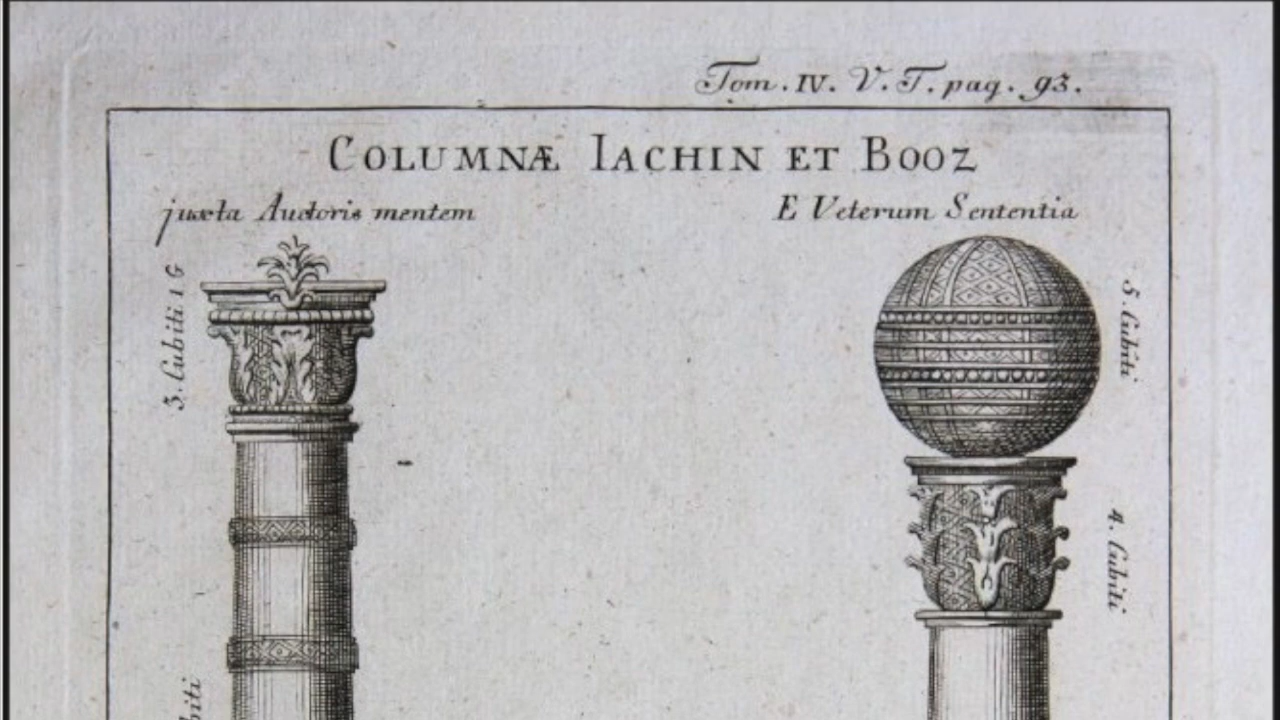 Tom. IV. V. T. pag. 93.
COLUMNÆ IACHIN ET BOOZ
juxta Auctoris mentem
E Veterum Sententia
3. Cubiti 1 G
5. Cubiti
4. Cubiti
biti